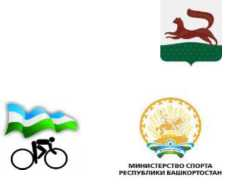 МИНИСТЕРСТВО СПОРТА
РЕСПУБЛИКИ БАШКОРТОСТАН